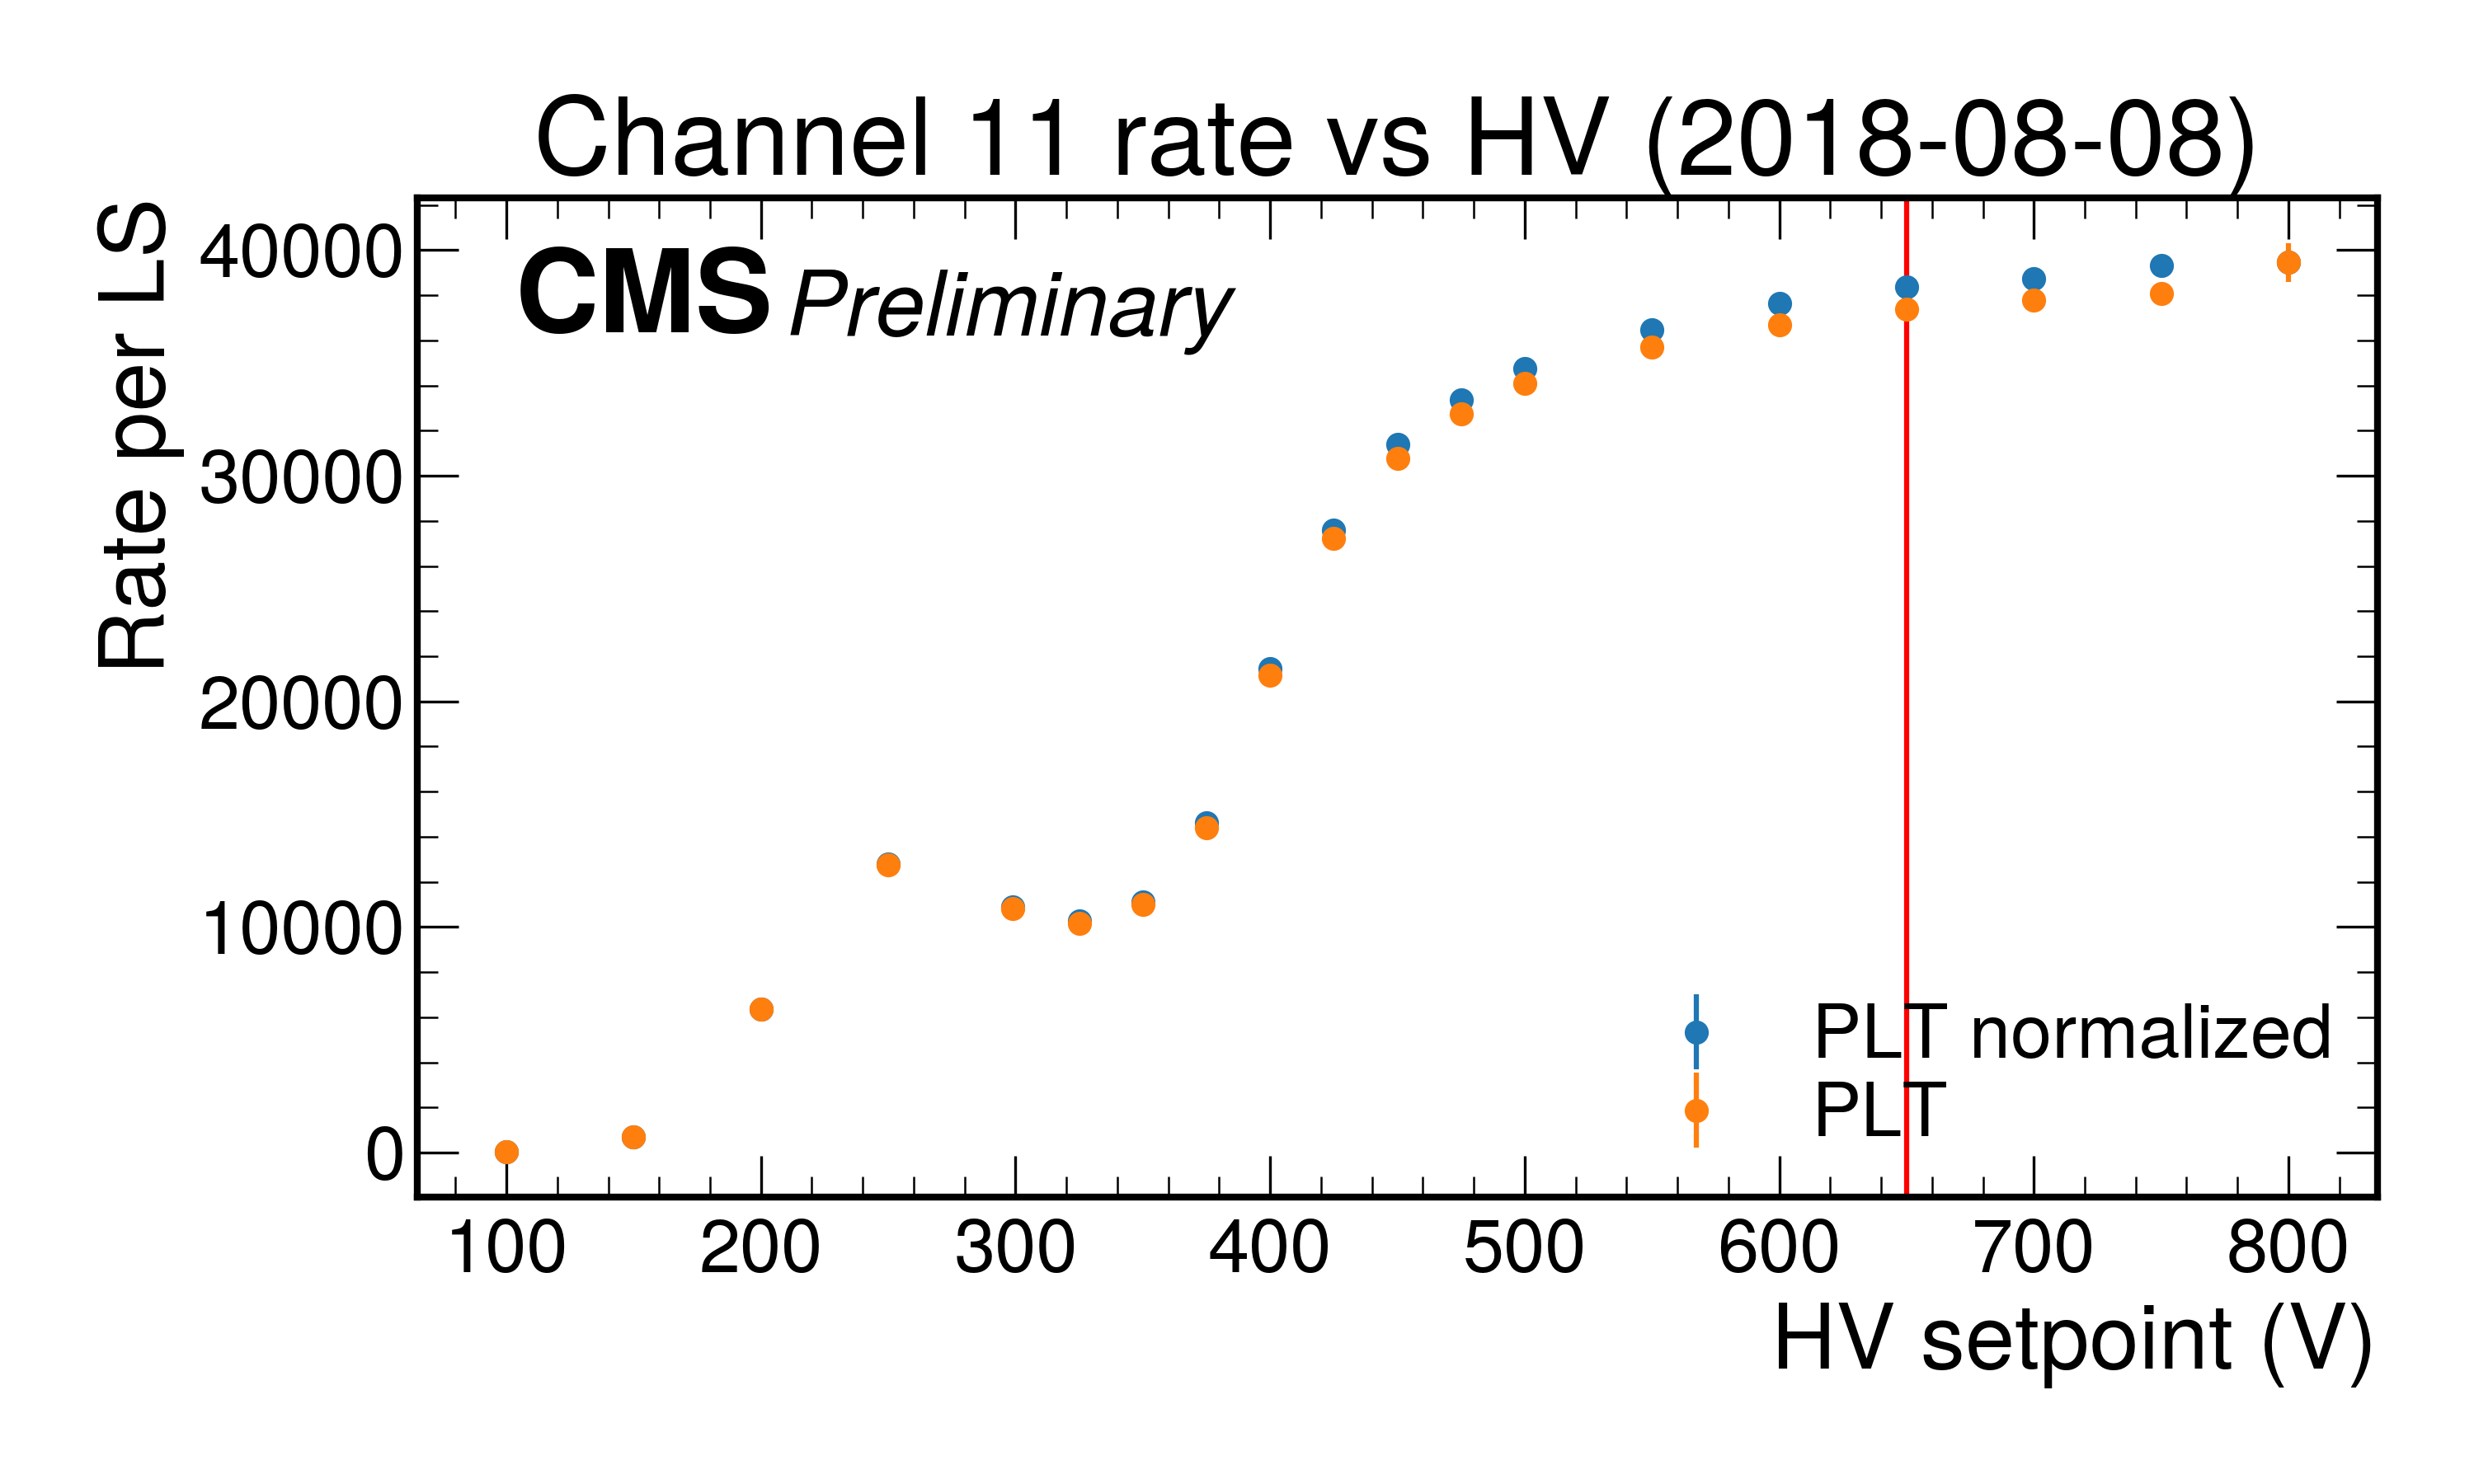 Channel 11 rate vs HV (2018-08-08)
CMS Preliminary
Rate per LS
40000
30000
20000
10000
0
PLT normalized
PLT
100 200 300 400 500 600 700 800
HV setpoint (V)